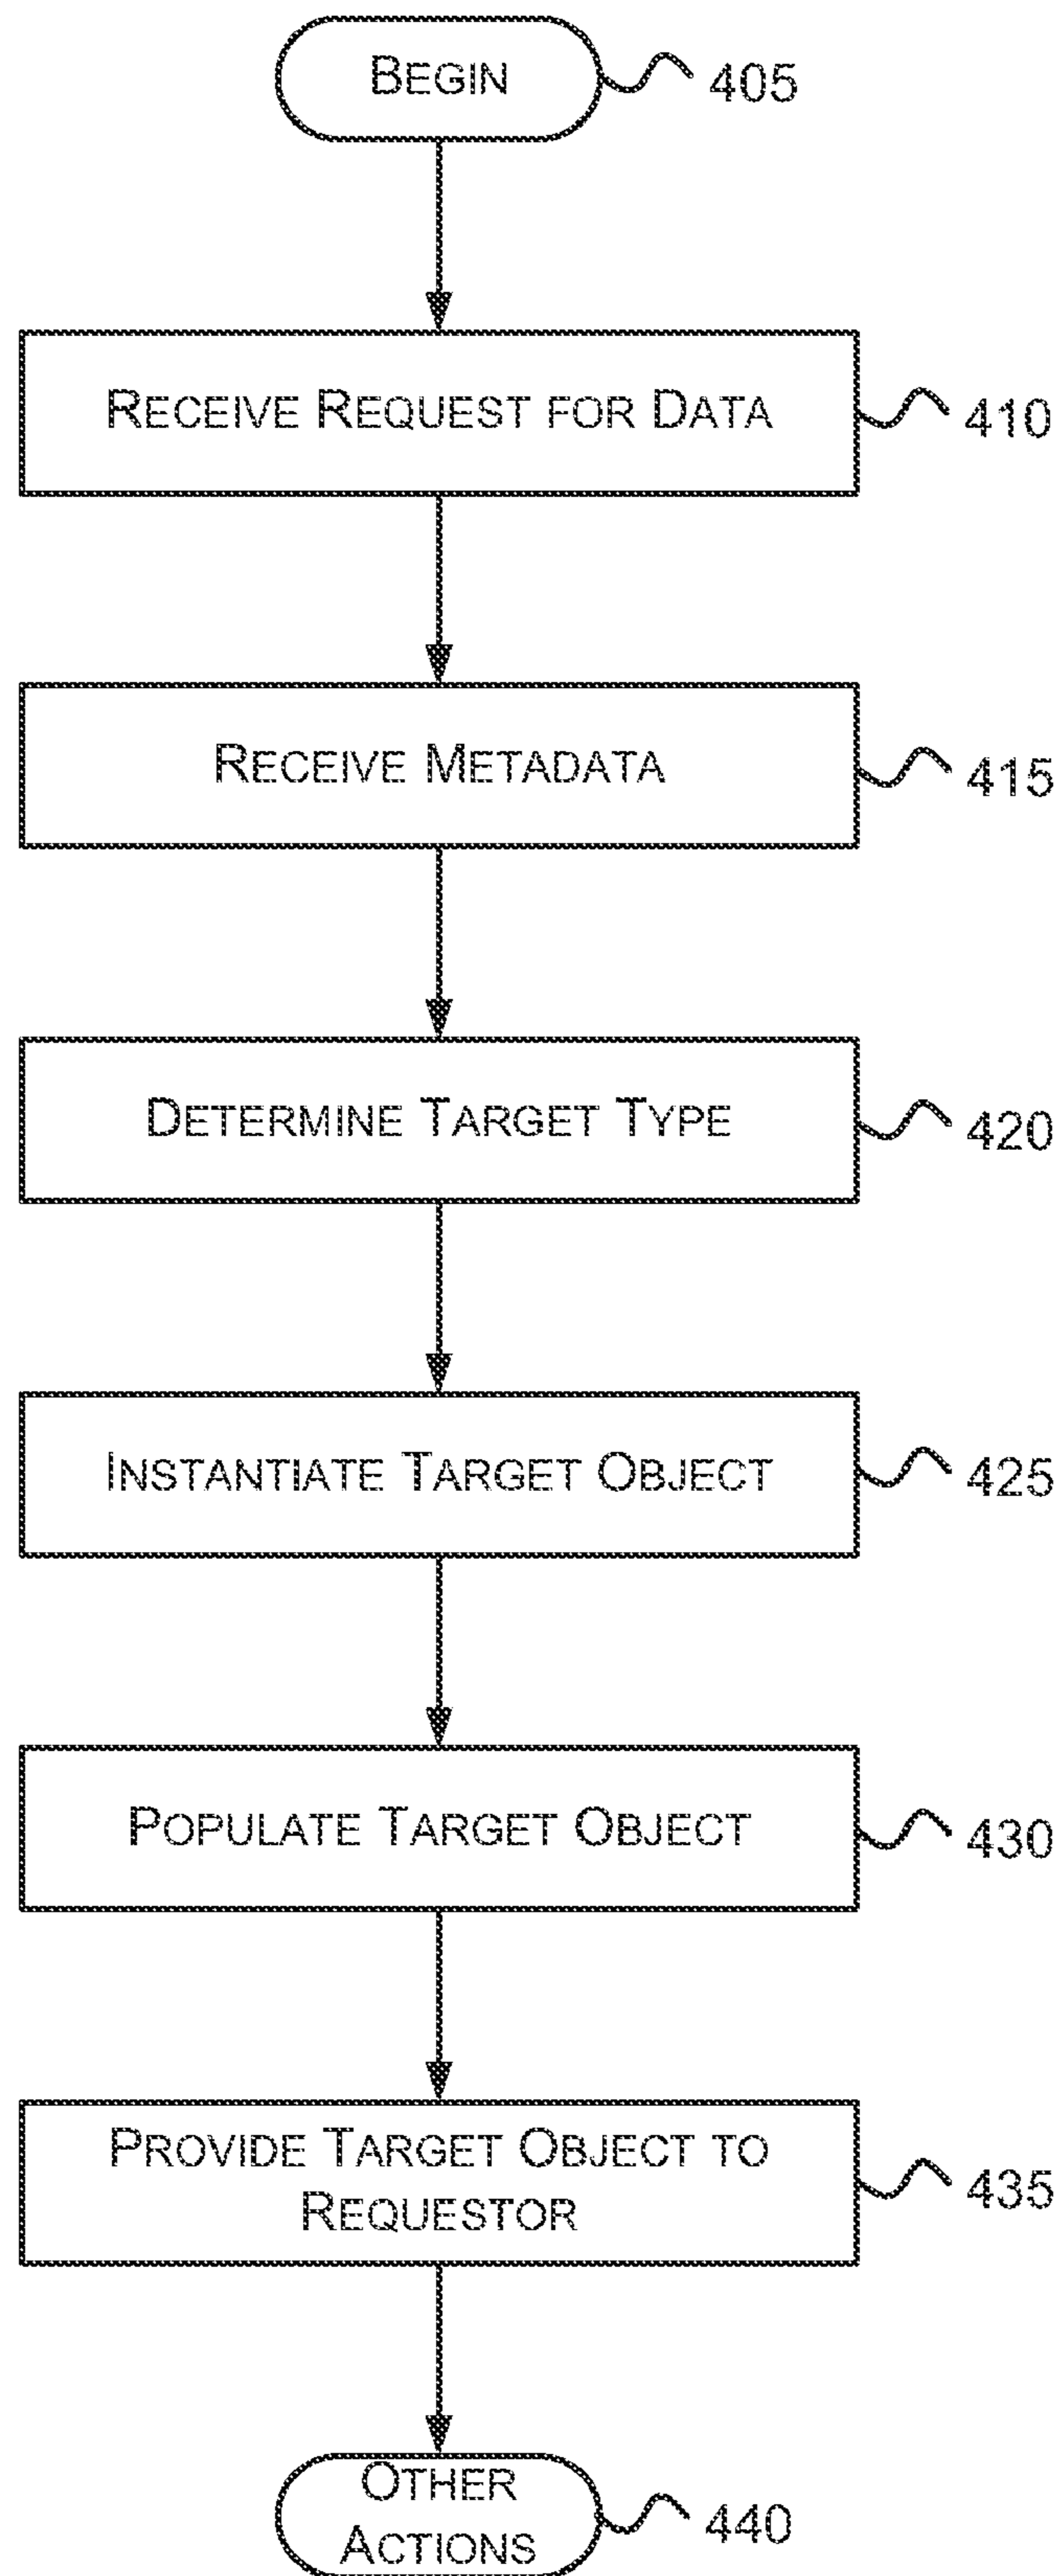 BEGIN
405
RECEIVE REQUEST FOR DATA
410
RECEIVE METADATA
415
DETERMINE TARGET TYPE
420
INSTANTIATE TARGET OBJECT
425
POPULATE TARGET OBJECT
430
PROVIDE TARGET OBJECT TO
REQUESTOR
435
OTHER
ACTIONS
440